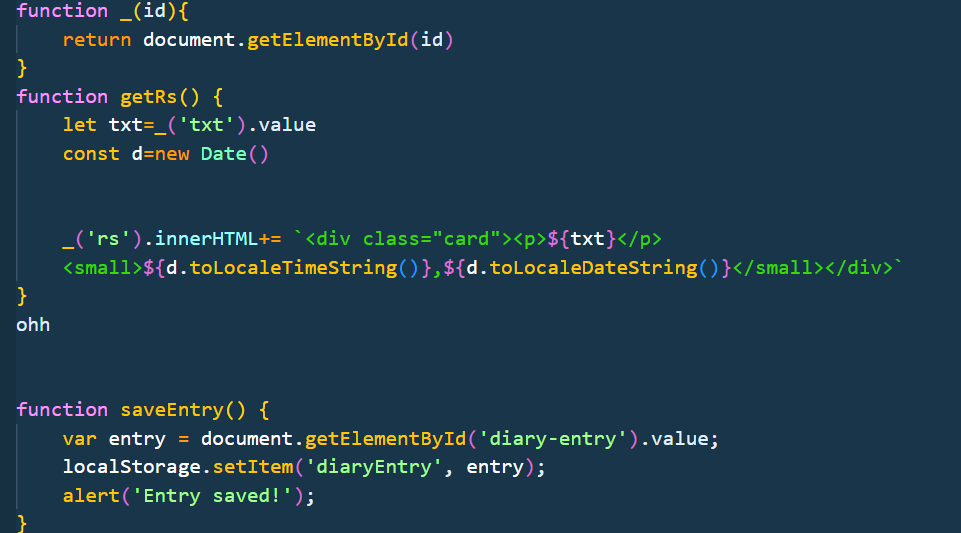 function _(id){
    return document.getElementById(id)
}
function getRs() {
    let txt=_('txt').value
    const d=new Date()
    _('rs').innerHTML+= `<div class="card"><p>${txt}</p>
    <small>${d.toLocaleTimeString()},${d.toLocaleDateString()}</small></div>`
}
ohh
function saveEntry() {
    var entry = document.getElementById('diary-entry').value;
    localStorage.setItem('diaryEntry', entry);
    alert('Entry saved!');
}